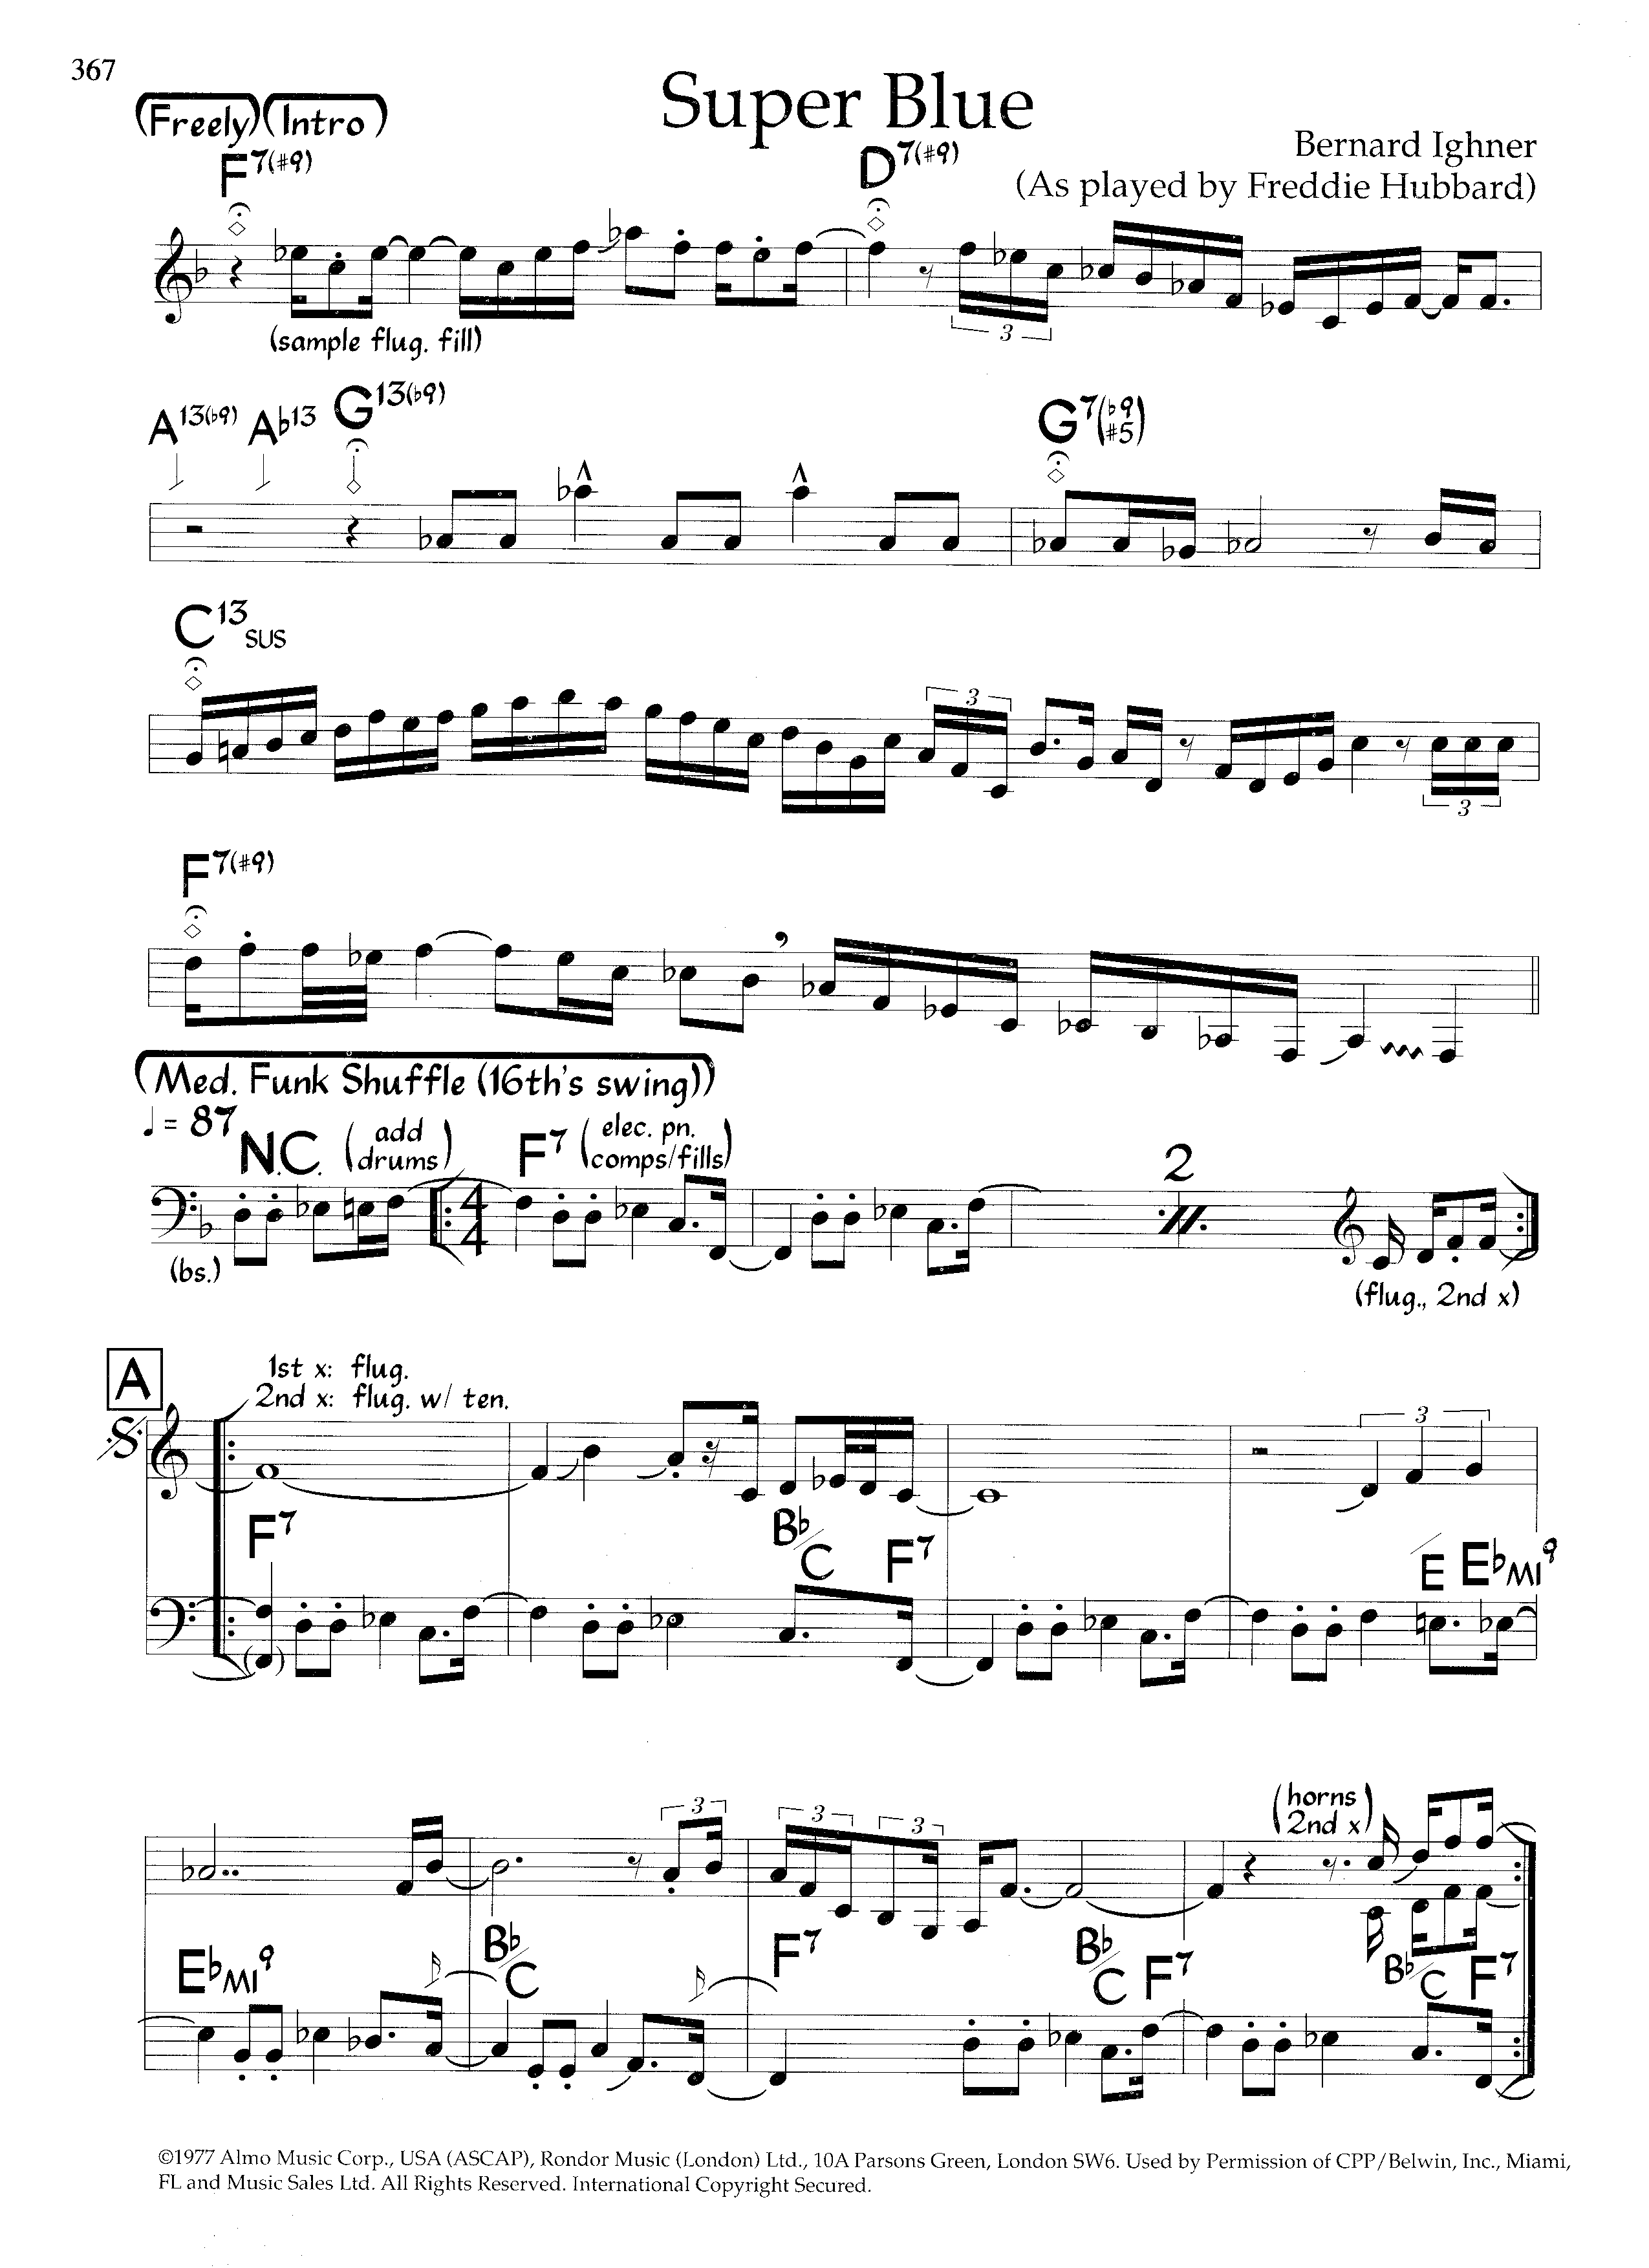 367
Super Blue
(Freely) (Intro)
Bernard Ighner
(As played by Freddie Hubbard)
F7(#9) D7(#9)
(sample flug. fill)
3
A13(b9) Ab13 G13(b9) G7(b9 #5)
C13 SUS
3 3
F7(#9)
(Med. Funk Shuffle (16th's swing))
♩ = 87
N.C. (add drums) F7 (elec. pn. comps/fills) 2
4/4
(bs.)
(flug., 2nd x)
A
1st x: flug.
2nd x: flug. w/ ten.
3
F7 Bb/C F7 /E EbMI9
(horns 2nd x)
3 3 3
EbMI9 Bb/C F7 Bb/C F7 Bb/C F7
©1977 Almo Music Corp., USA (ASCAP), Rondor Music (London) Ltd., 10A Parsons Green, London SW6. Used by Permission of CPP/Belwin, Inc., Miami,
FL and Music Sales Ltd. All Rights Reserved. International Copyright Secured.